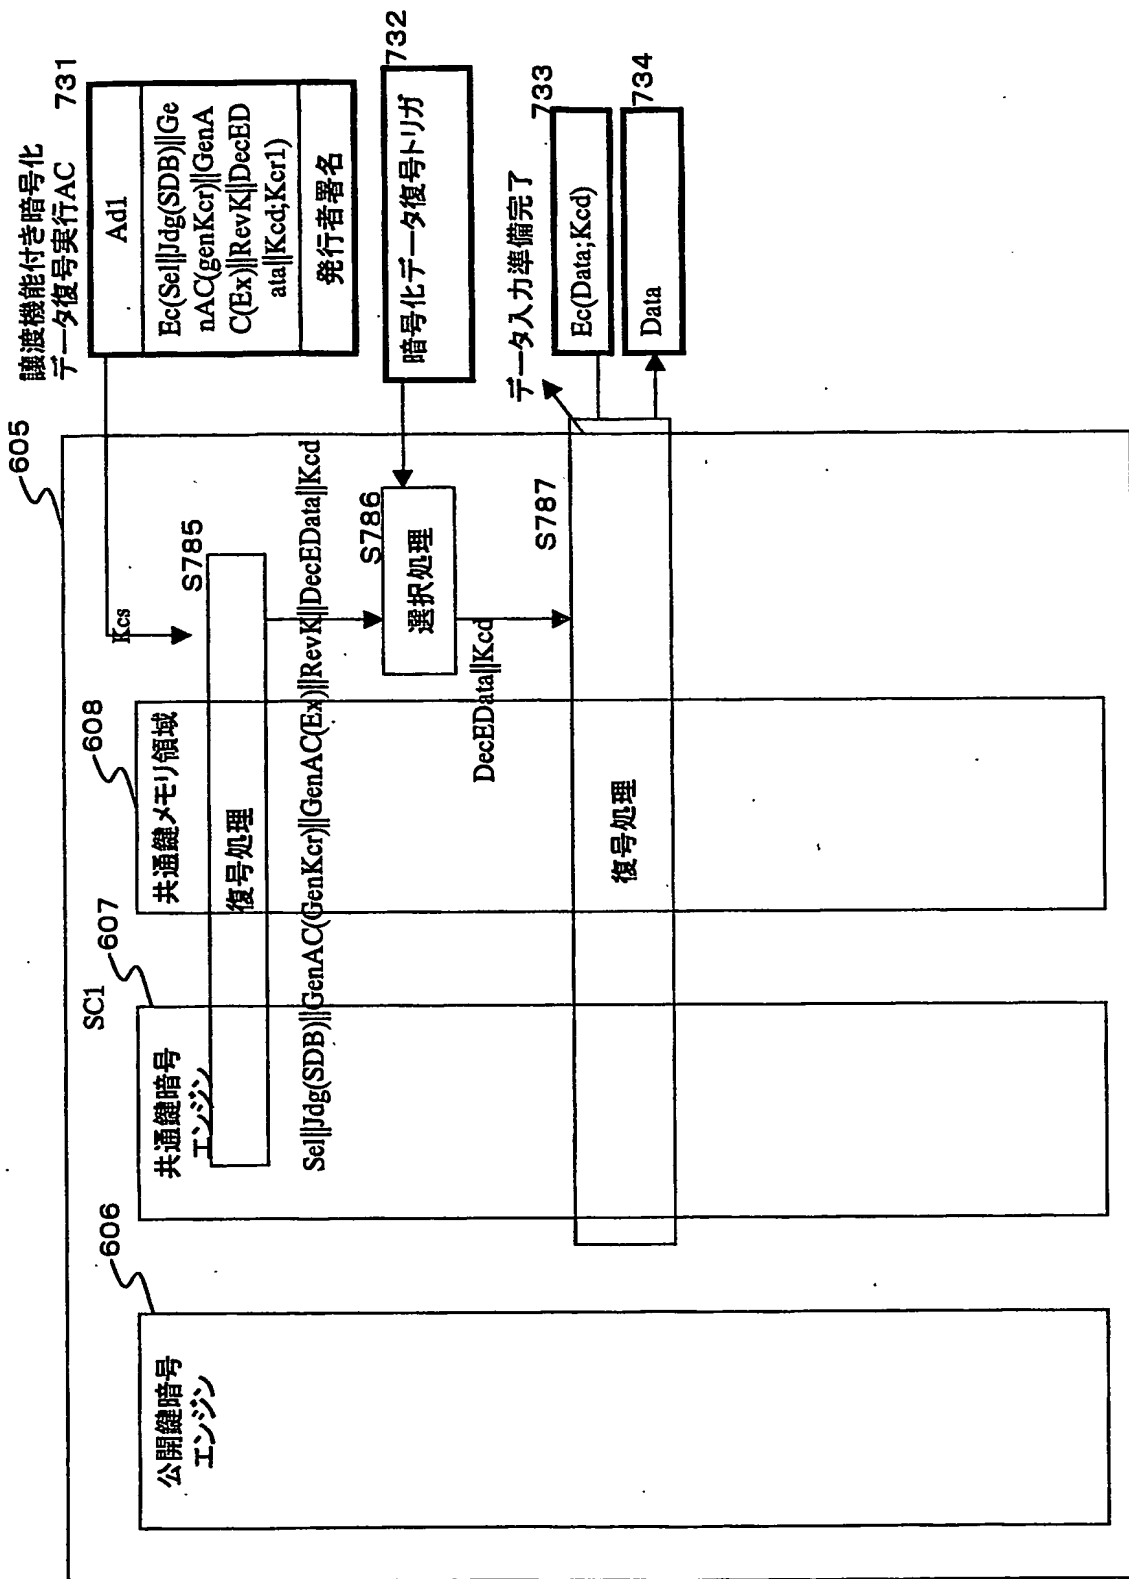 譲渡機能付き暗号化
データ復号実行AC
731
Ad1
Ec(Sel||Jdg(SDB)||Ge
nAC(genKcr)||GenA
C(Ex)||RevK||DecED
ata||Kcd;Kcr1)
発行者署名
732
暗号化データ復号トリガ
733
データ入力準備完了
Ec(Data;Kcd)
734
Data
605
SC1
606
公開鍵暗号
エンジン
607
共通鍵暗号
エンジン
608
共通鍵メモリ領域
Kcs
S785
復号処理
Sel||Jdg(SDB)||GenAC(GenKcr)||GenAC(Ex)||RevK||DecEData||Kcd
S786
選択処理
DecEData||Kcd
S787
復号処理